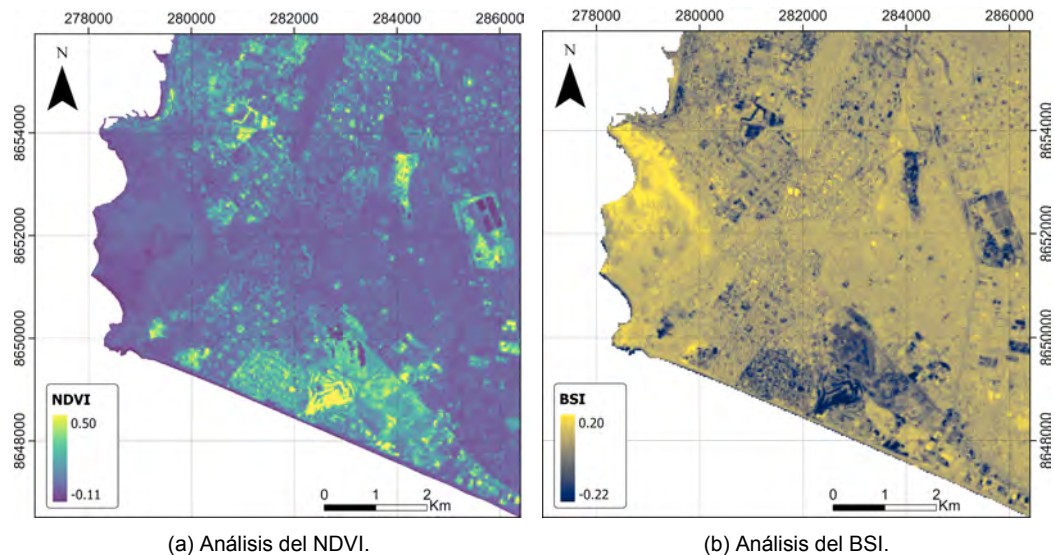 278000 280000 282000 284000 286000
N
8654000
8652000
8650000
8648000
NDVI
0.50
-0.11
0 1 2
Km
(a) Análisis del NDVI.
278000 280000 282000 284000 286000
N
8654000
8652000
8650000
8648000
BSI
0.20
-0.22
0 1 2
Km
(b) Análisis del BSI.